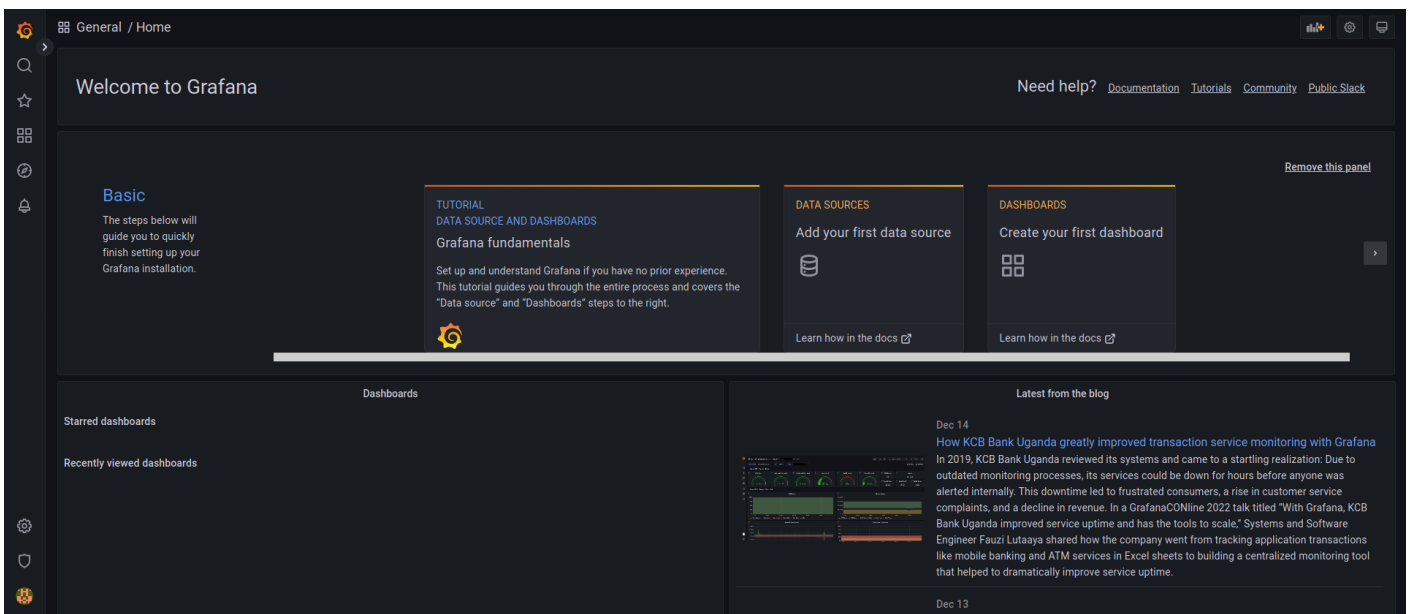 General / Home
Welcome to Grafana
Need help? Documentation Tutorials Community Public Slack
Remove this panel
Basic
The steps below will
guide you to quickly
finish setting up your
Grafana installation.
TUTORIAL
DATA SOURCE AND DASHBOARDS
Grafana fundamentals
Set up and understand Grafana if you have no prior experience.
This tutorial guides you through the entire process and covers the
"Data source" and "Dashboards" steps to the right.
DATA SOURCES
Add your first data source
Learn how in the docs
DASHBOARDS
Create your first dashboard
Learn how in the docs
Dashboards
Starred dashboards
Recently viewed dashboards
Latest from the blog
Dec 14
How KCB Bank Uganda greatly improved transaction service monitoring with Grafana
In 2019, KCB Bank Uganda reviewed its systems and came to a startling realization: Due to
outdated monitoring processes, its services could be down for hours before anyone was
alerted internally. This downtime led to frustrated consumers, a rise in customer service
complaints, and a decline in revenue. In a GrafanaCONline 2022 talk titled "With Grafana, KCB
Bank Uganda improved service uptime and has the tools to scale," Systems and Software
Engineer Fauzi Lutaaya shared how the company went from tracking application transactions
like mobile banking and ATM services in Excel sheets to building a centralized monitoring tool
that helped to dramatically improve service uptime.
Dec 13